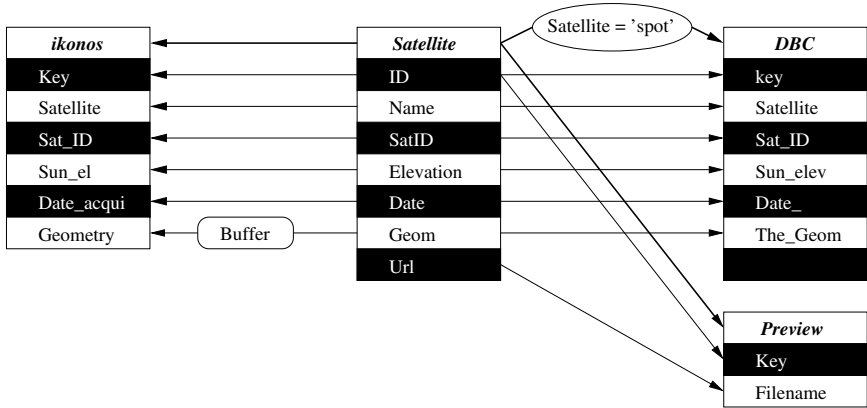 Satellite = 'spot'
ikonos
Key
Satellite
Sat_ID
Sun_el
Date_acqui
Geometry
Buffer
Satellite
ID
Name
SatID
Elevation
Date
Geom
Url
DBC
key
Satellite
Sat_ID
Sun_elev
Date_
The_Geom
Preview
Key
Filename